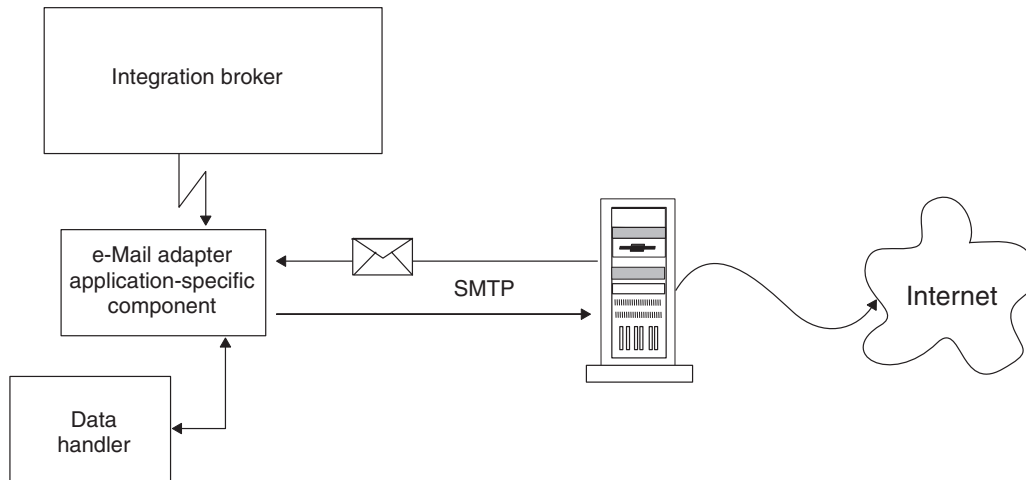 Integration broker
e-Mail adapter
application-specific
component
SMTP
Internet
Data
handler